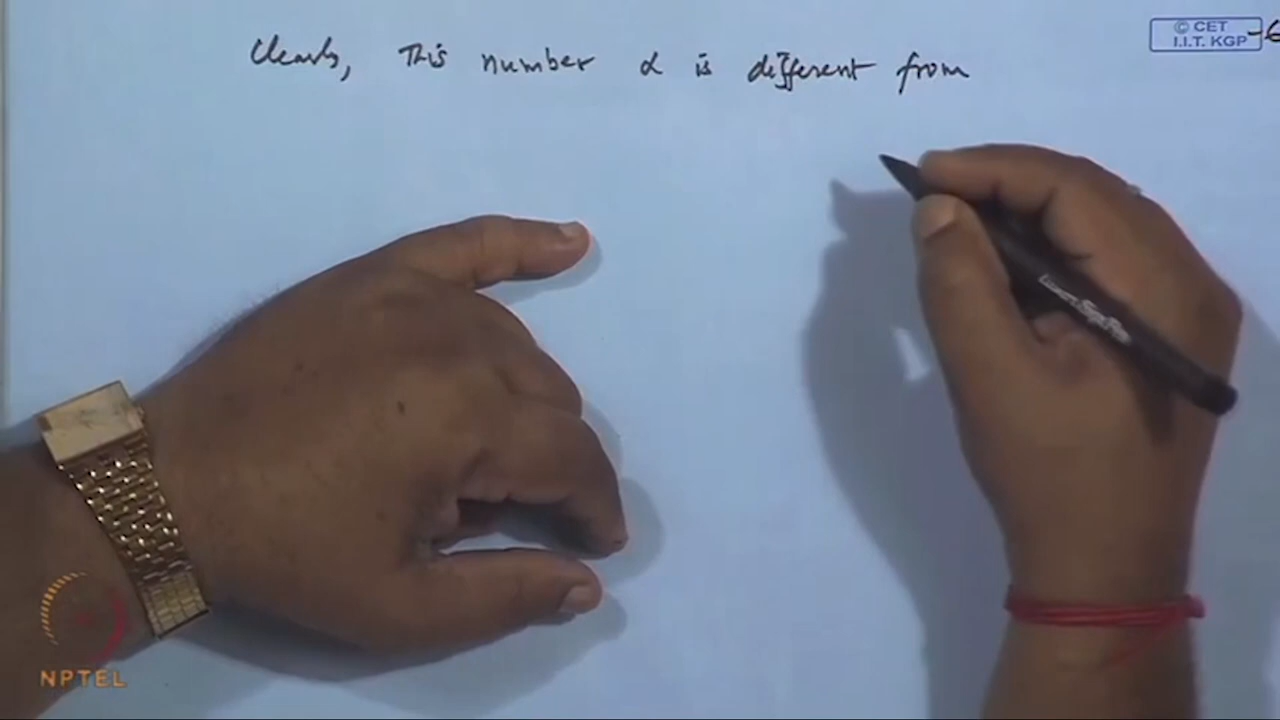 Clearly, This number α is different from
© CET
I.I.T. KGP
NPTEL